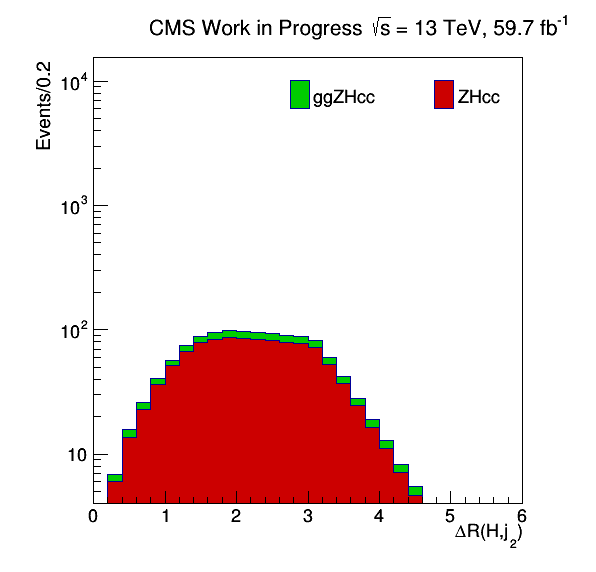 CMS Work in Progress √s = 13 TeV, 59.7 fb⁻¹
Events/0.2
ggZHcc ZHcc
10⁴
10³
10²
10
0 1 2 3 4 5 6
ΔR(H,j₂)